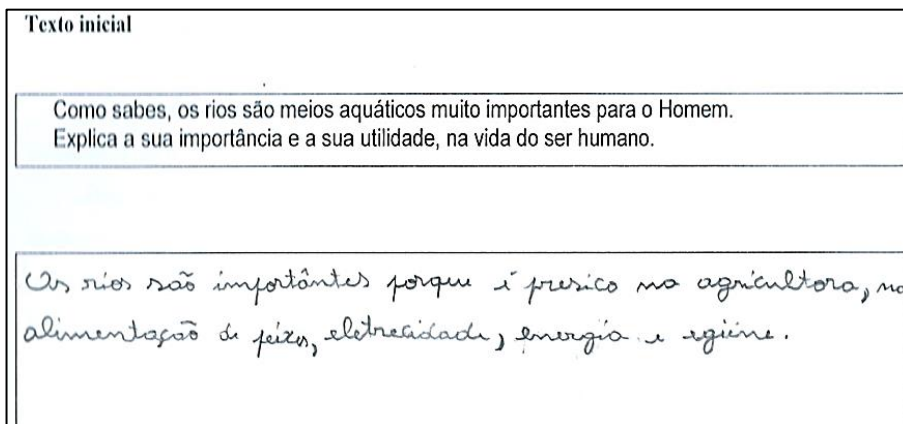 Texto inicial
Como sabes, os rios são meios aquáticos muito importantes para o Homem.
Explica a sua importância e a sua utilidade, na vida do ser humano.
Os rios são importântes porque é presico na agricultora, na
alimentação de peixes, eletrecidade, energia e egiene.